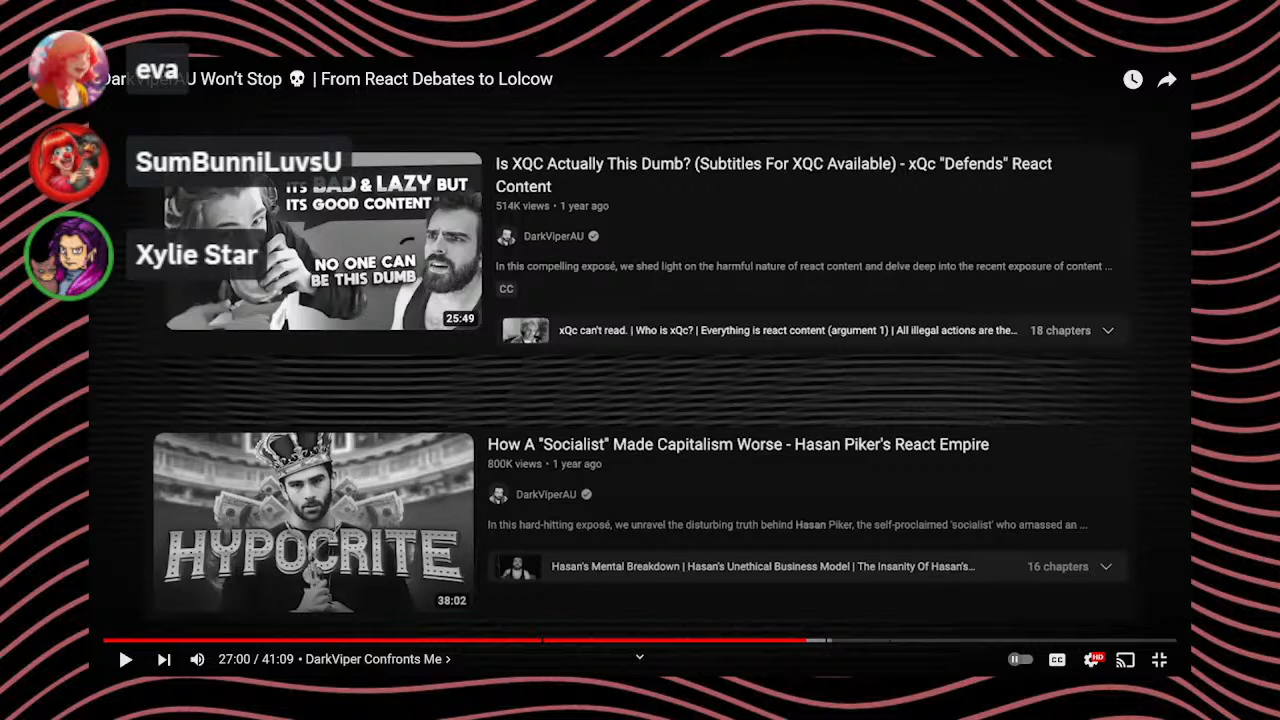 eva
DarkViperAU Won't Stop 💀 | From React Debates to Lolcow
SumBunniLuvsU
Xylie Star
IT'S BAD & LAZY BUT
IT'S GOOD CONTENT
NO ONE CAN
BE THIS DUMB
25:49
Is XQC Actually This Dumb? (Subtitles For XQC Available) - xQc "Defends" React
Content
514K views • 1 year ago
DarkViperAU
In this compelling exposé, we shed light on the harmful nature of react content and delve deep into the recent exposure of content ...
CC
xQc can't read. | Who is xQc? | Everything is react content (argument 1) | All illegal actions are the...
18 chapters
HYPOCRITE
38:02
How A "Socialist" Made Capitalism Worse - Hasan Piker's React Empire
800K views • 1 year ago
DarkViperAU
In this hard-hitting exposé, we unravel the disturbing truth behind Hasan Piker, the self-proclaimed 'socialist' who amassed an ...
Hasan's Mental Breakdown | Hasan's Unethical Business Model | The Insanity Of Hasan's...
16 chapters
27:00 / 41:09 • DarkViper Confronts Me ›
CC
HD